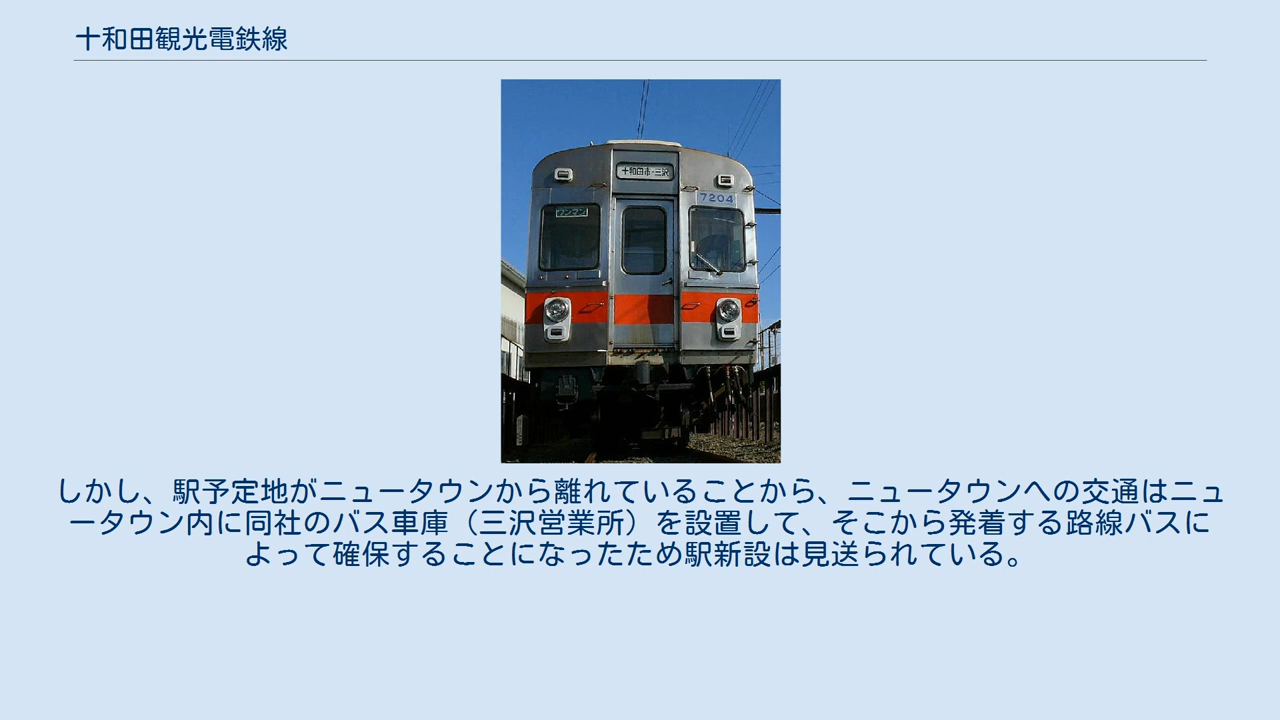 十和田観光電鉄線
十和田市⇔三沢
7204
ワンマン
しかし、駅予定地がニュータウンから離れていることから、ニュータウンへの交通はニュ
ータウン内に同社のバス車庫（三沢営業所）を設置して、そこから発着する路線バスに
よって確保することになったため駅新設は見送られている。